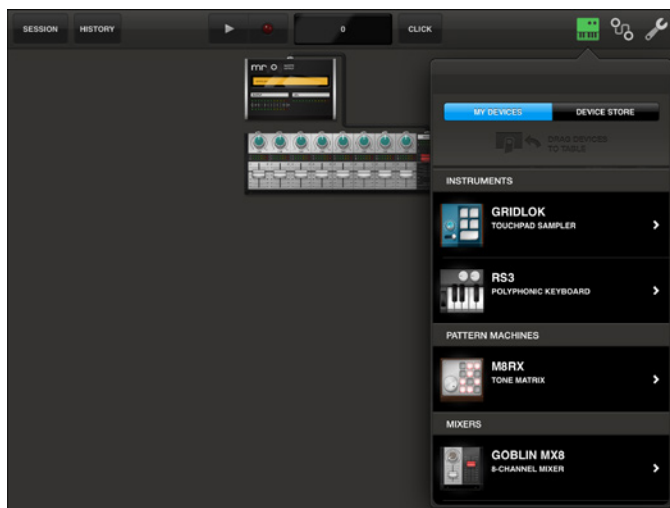 SESSION
HISTORY
0
CLICK
mr_o
MY DEVICES
DEVICE STORE
DRAG DEVICES
TO TABLE
INSTRUMENTS
GRIDLOK
TOUCHPAD SAMPLER
RS3
POLYPHONIC KEYBOARD
PATTERN MACHINES
M8RX
TONE MATRIX
MIXERS
GOBLIN MX8
8-CHANNEL MIXER